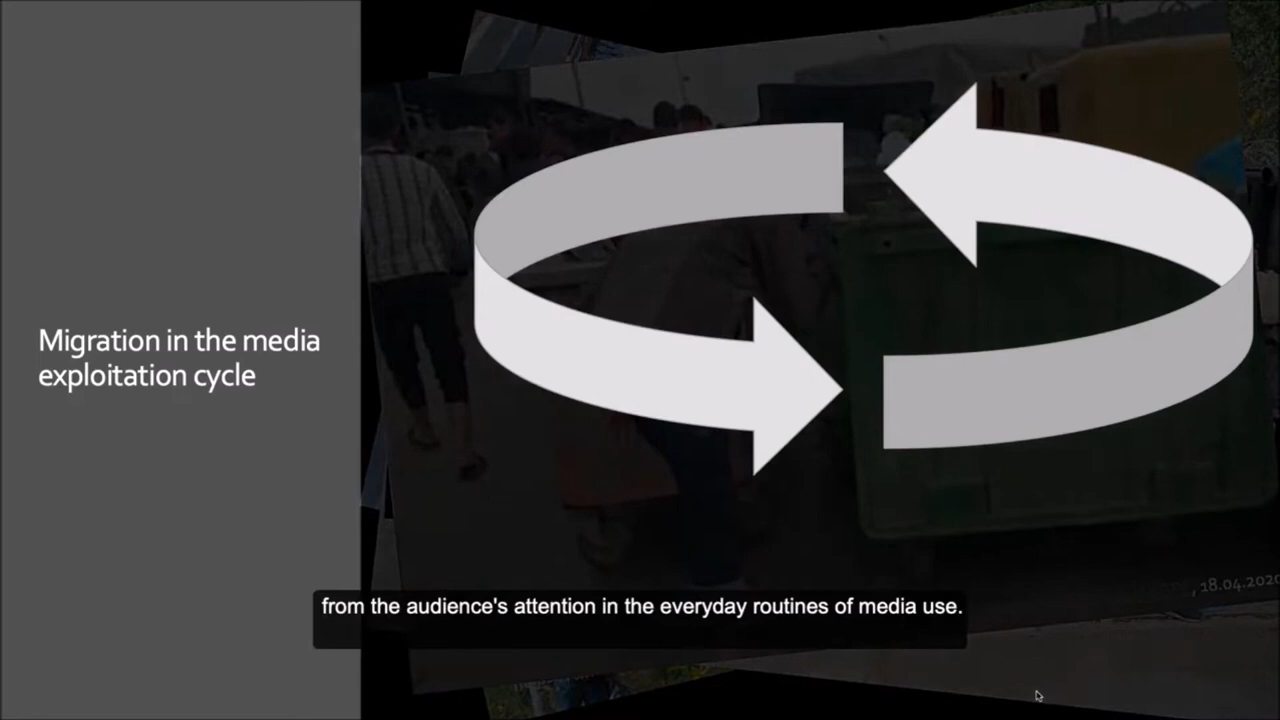 Migration in the media
exploitation cycle
, 18.04.2020
from the audience's attention in the everyday routines of media use.